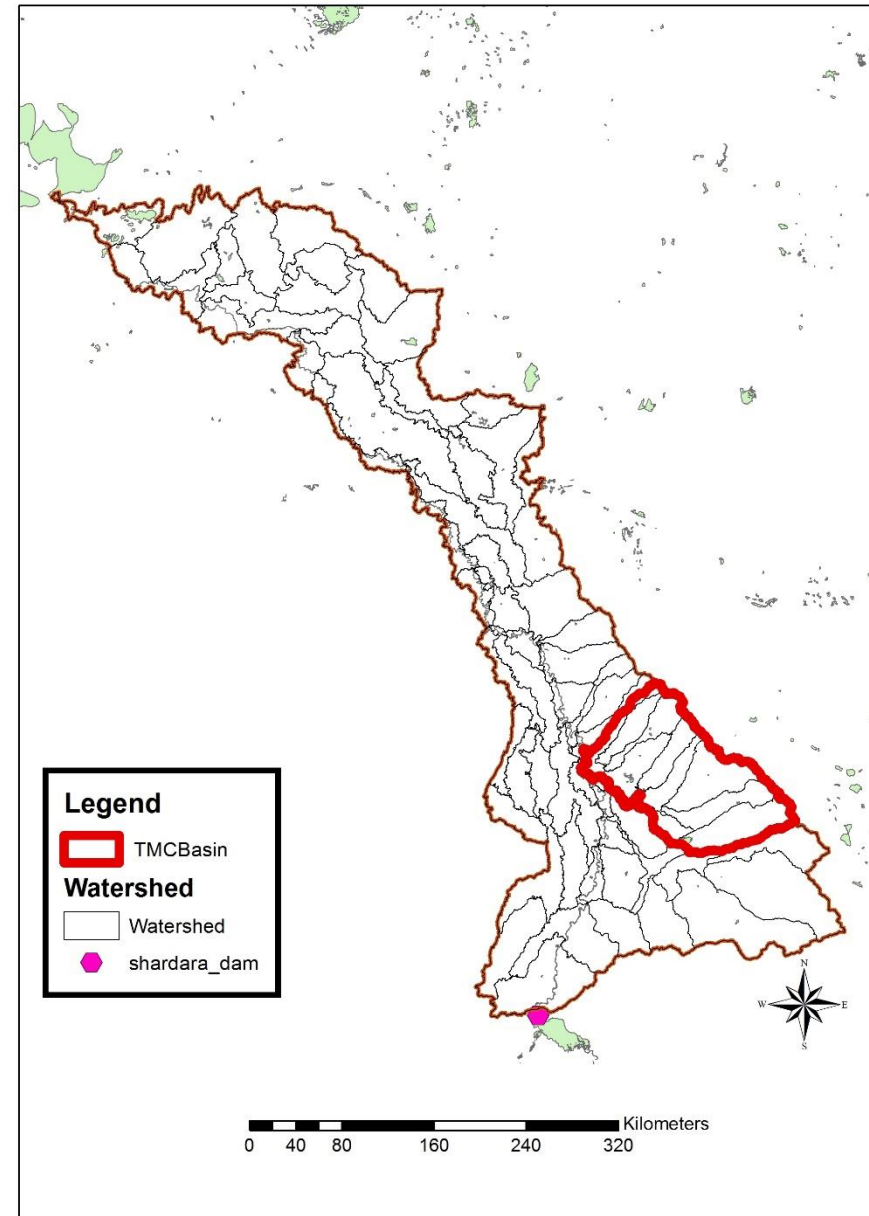 Legend
TMCBasin
Watershed
Watershed
shardara_dam
N
W E
S
Kilometers
0 40 80 160 240 320